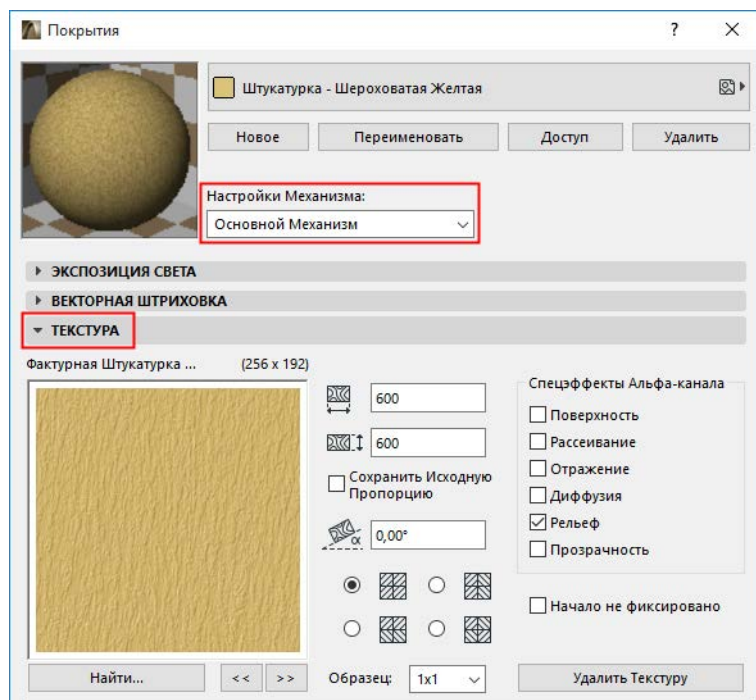 Покрытия
? ×
Штукатурка - Шероховатая Желтая
Новое Переименовать Доступ Удалить
Настройки Механизма:
Основной Механизм
ЭКСПОЗИЦИЯ СВЕТА
ВЕКТОРНАЯ ШТРИХОВКА
ТЕКСТУРА
Фактурная Штукатурка ... (256 x 192)
600
600
Сохранить Исходную
Пропорцию
α
0,00°
Спецэффекты Альфа-канала
Поверхность
Рассеивание
Отражение
Диффузия
Рельеф
Прозрачность
Начало не фиксировано
Найти... << >> Образец: 1x1 Удалить Текстуру